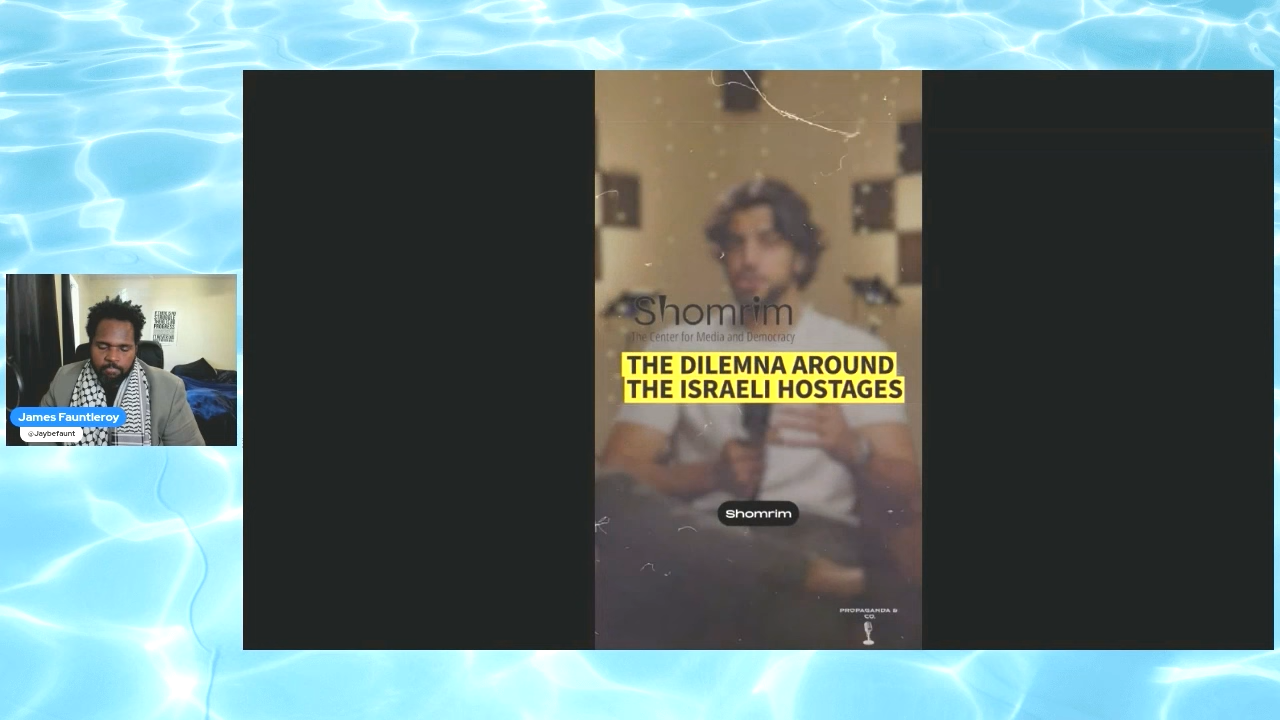 Shomrim
The Center for Media and Democracy
THE DILEMNA AROUND
THE ISRAELI HOSTAGES
Shomrim
PROPAGANDA &
CO.
James Fauntleroy
@Jaybefaunt